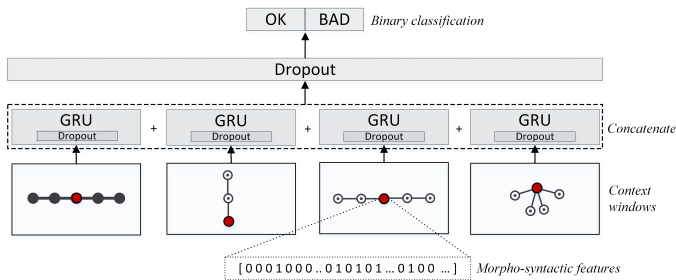 OK BAD Binary classification
Dropout
GRU GRU GRU GRU
Dropout + Dropout + Dropout + Dropout Concatenate
Context
windows
[ 0 0 0 1 0 0 0 .. 0 1 0 1 0 1 ... 0 1 0 0 ... ] Morpho-syntactic features